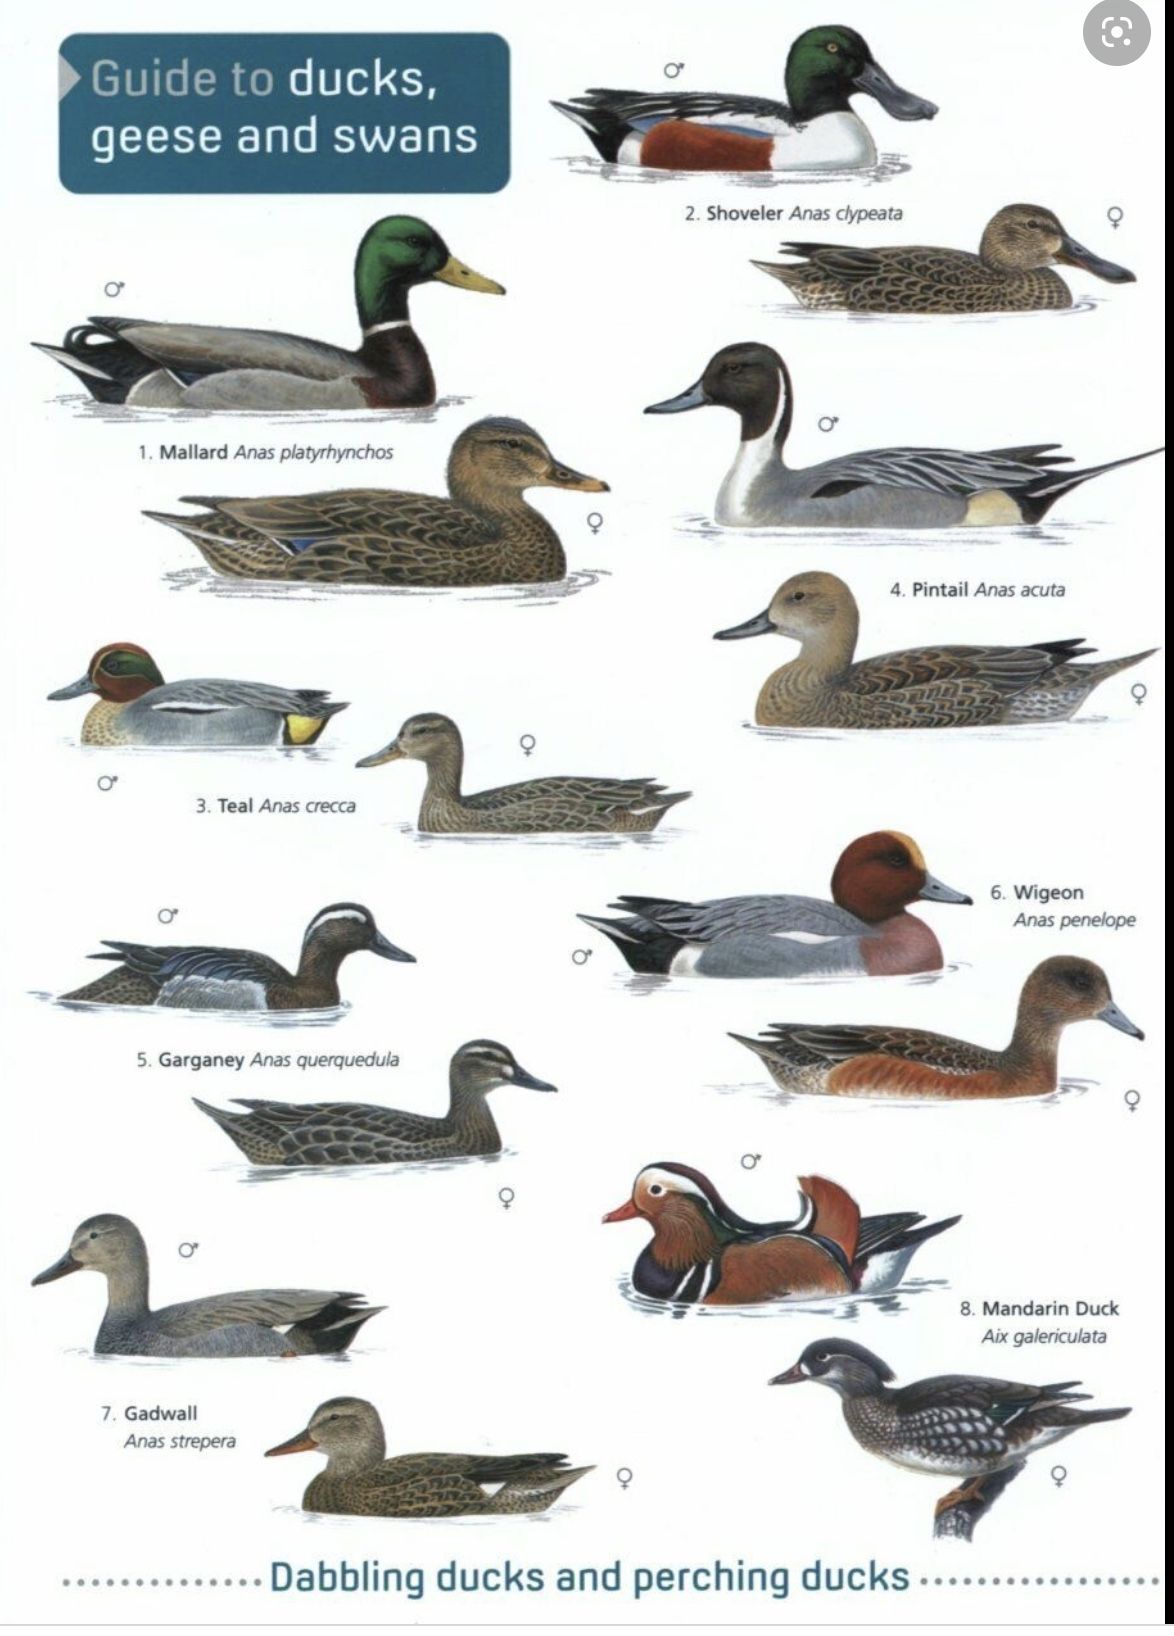 Guide to ducks,
geese and swans
♂
2. Shoveler Anas clypeata
♀
♂
1. Mallard Anas platyrhynchos
♀
♂
4. Pintail Anas acuta
♀
♂
3. Teal Anas crecca
♀
♂
6. Wigeon
Anas penelope
♀
♂
5. Garganey Anas querquedula
♀
♂
8. Mandarin Duck
Aix galericulata
♀
♂
7. Gadwall
Anas strepera
♀
Dabbling ducks and perching ducks